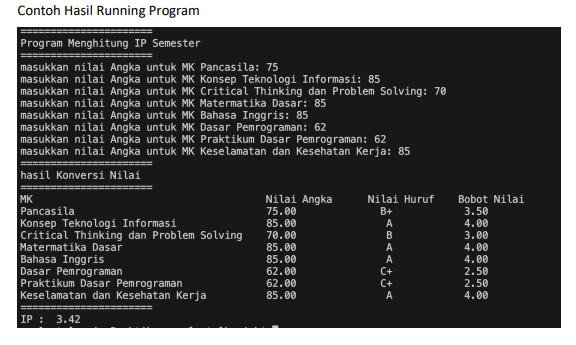 Contoh Hasil Running Program
======================
Program Menghitung IP Semester
======================
masukkan nilai Angka untuk MK Pancasila: 75
masukkan nilai Angka untuk MK Konsep Teknologi Informasi: 85
masukkan nilai Angka untuk MK Critical Thinking dan Problem Solving: 70
masukkan nilai Angka untuk MK Matermatika Dasar: 85
masukkan nilai Angka untuk MK Bahasa Inggris: 85
masukkan nilai Angka untuk MK Dasar Pemrograman: 62
masukkan nilai Angka untuk MK Praktikum Dasar Pemrograman: 62
masukkan nilai Angka untuk MK Keselamatan dan Kesehatan Kerja: 85
======================
hasil Konversi Nilai
======================
MK Nilai Angka Nilai Huruf Bobot Nilai
Pancasila 75.00 B+ 3.50
Konsep Teknologi Informasi 85.00 A 4.00
Critical Thinking dan Problem Solving 70.00 B 3.00
Matermatika Dasar 85.00 A 4.00
Bahasa Inggris 85.00 A 4.00
Dasar Pemrograman 62.00 C+ 2.50
Praktikum Dasar Pemrograman 62.00 C+ 2.50
Keselamatan dan Kesehatan Kerja 85.00 A 4.00
======================
IP : 3.42